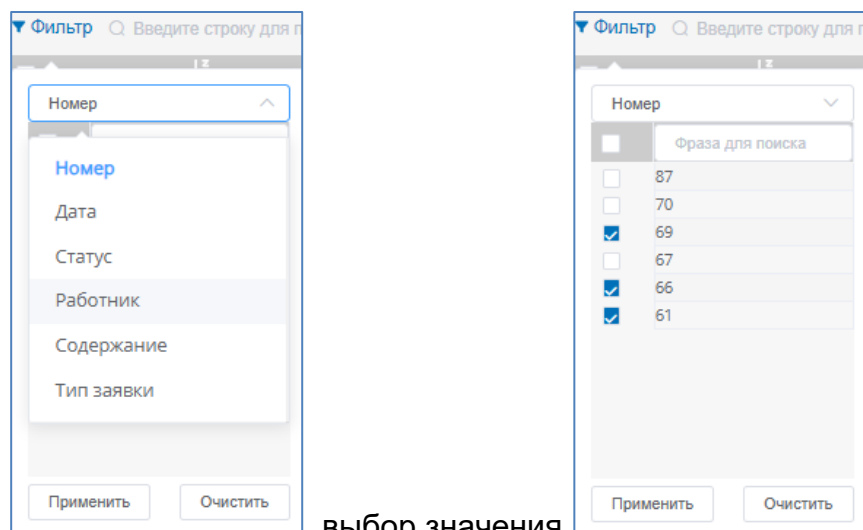 Фильтр Введите строку для
Номер
Номер
Дата
Статус
Работник
Содержание
Тип заявки
Применить Очистить
выбор значения
Фильтр Введите строку для
Номер
Фраза для поиска
87
70
69
67
66
61
Применить Очистить